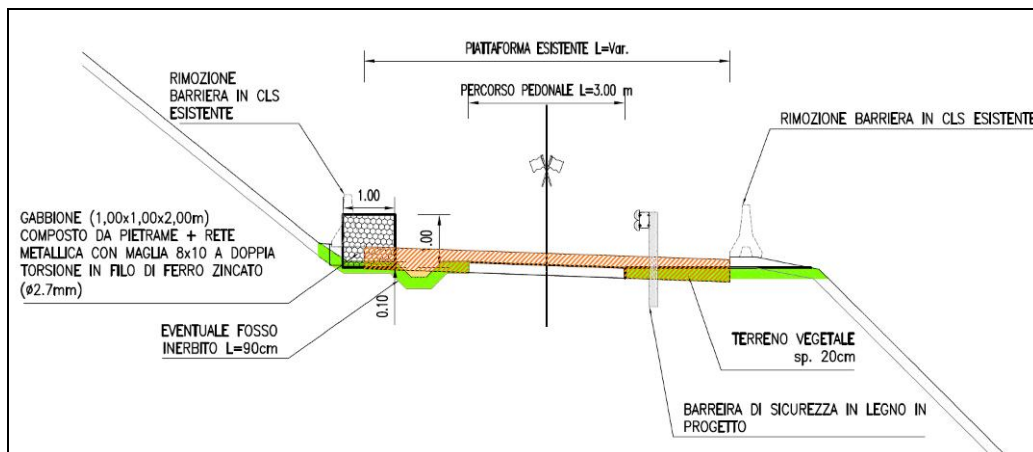 PIATTAFORMA ESISTENTE L=Var.
RIMOZIONE
BARRIERA IN CLS
ESISTENTE
PERCORSO PEDONALE L=3.00 m
RIMOZIONE BARRIERA IN CLS ESISTENTE
1.00
GABBIONE (1,00x1,00x2,00m)
COMPOSTO DA PIETRAME + RETE
METALLICA CON MAGLIA 8x10 A DOPPIA
TORSIONE IN FILO DI FERRO ZINCATO
(ø2.7mm)
.00
0.10
EVENTUALE FOSSO
INERBITO L=90cm
TERRENO VEGETALE
sp. 20cm
BARREIRA DI SICUREZZA IN LEGNO IN
PROGETTO